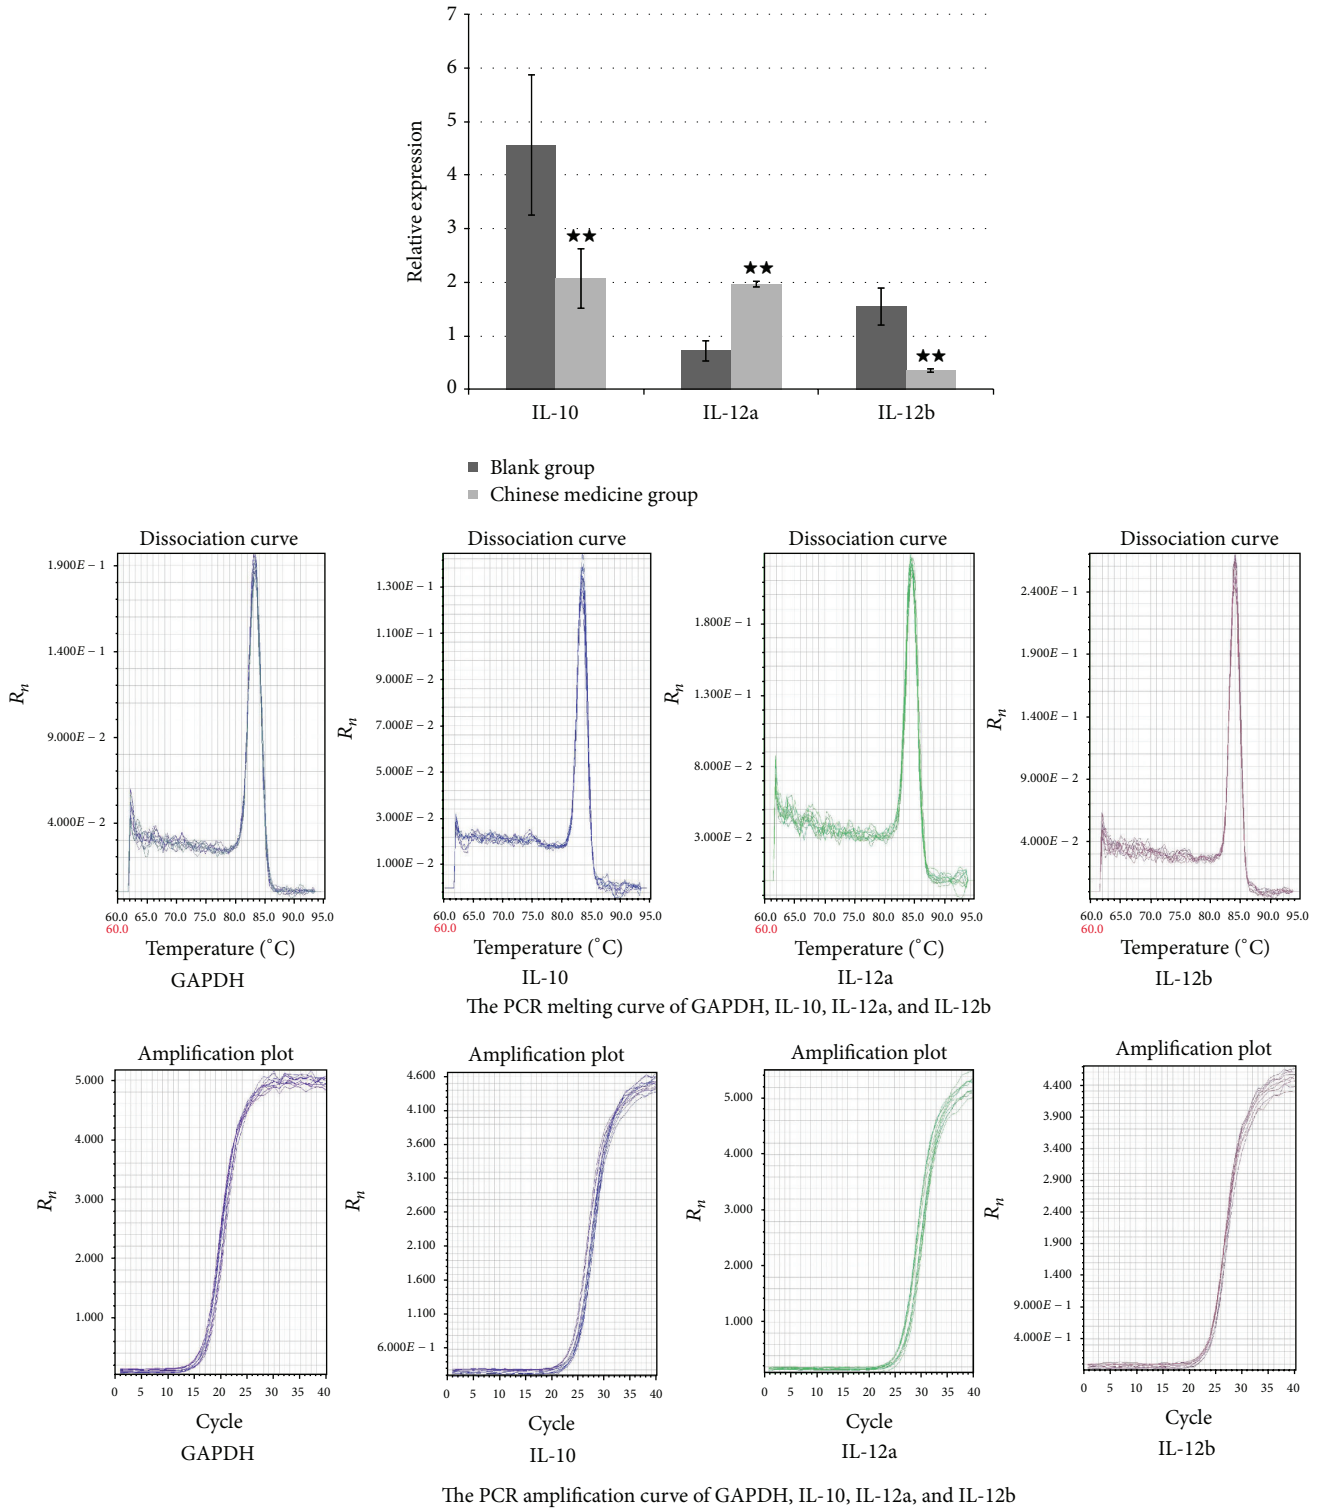 7
6
5
4
3
2
1
0
Relative expression
★★
★★
★★
IL-10 IL-12a IL-12b
Blank group
Chinese medicine group
Dissociation curve
1.900E − 1
1.400E − 1
9.000E − 2
4.000E − 2
Rn
60.0 65.0 70.0 75.0 80.0 85.0 90.0 95.0
60.0
Temperature (˚C)
GAPDH
Dissociation curve
1.300E − 1
1.100E − 1
9.000E − 2
7.000E − 2
5.000E − 2
3.000E − 2
1.000E − 2
Rn
60.0 65.0 70.0 75.0 80.0 85.0 90.0 95.0
60.0
Temperature (˚C)
IL-10
Dissociation curve
1.800E − 1
1.300E − 1
8.000E − 2
3.000E − 2
Rn
60.0 65.0 70.0 75.0 80.0 85.0 90.0 95.0
60.0
Temperature (˚C)
IL-12a
Dissociation curve
2.400E − 1
1.900E − 1
1.400E − 1
9.000E − 2
4.000E − 2
Rn
60.0 65.0 70.0 75.0 80.0 85.0 90.0 95.0
60.0
Temperature (˚C)
IL-12b
The PCR melting curve of GAPDH, IL-10, IL-12a, and IL-12b
Amplification plot
5.000
4.000
3.000
2.000
1.000
Rn
0 5 10 15 20 25 30 35 40
Cycle
GAPDH
Amplification plot
4.600
4.100
3.600
3.100
2.600
2.100
1.600
1.100
6.000E − 1
Rn
0 5 10 15 20 25 30 35 40
Cycle
IL-10
Amplification plot
5.000
4.000
3.000
2.000
1.000
Rn
0 5 10 15 20 25 30 35 40
Cycle
IL-12a
Amplification plot
4.400
3.900
3.400
2.900
2.400
1.900
1.400
9.000E − 1
4.000E − 1
Rn
0 5 10 15 20 25 30 35 40
Cycle
IL-12b
The PCR amplification curve of GAPDH, IL-10, IL-12a, and IL-12b